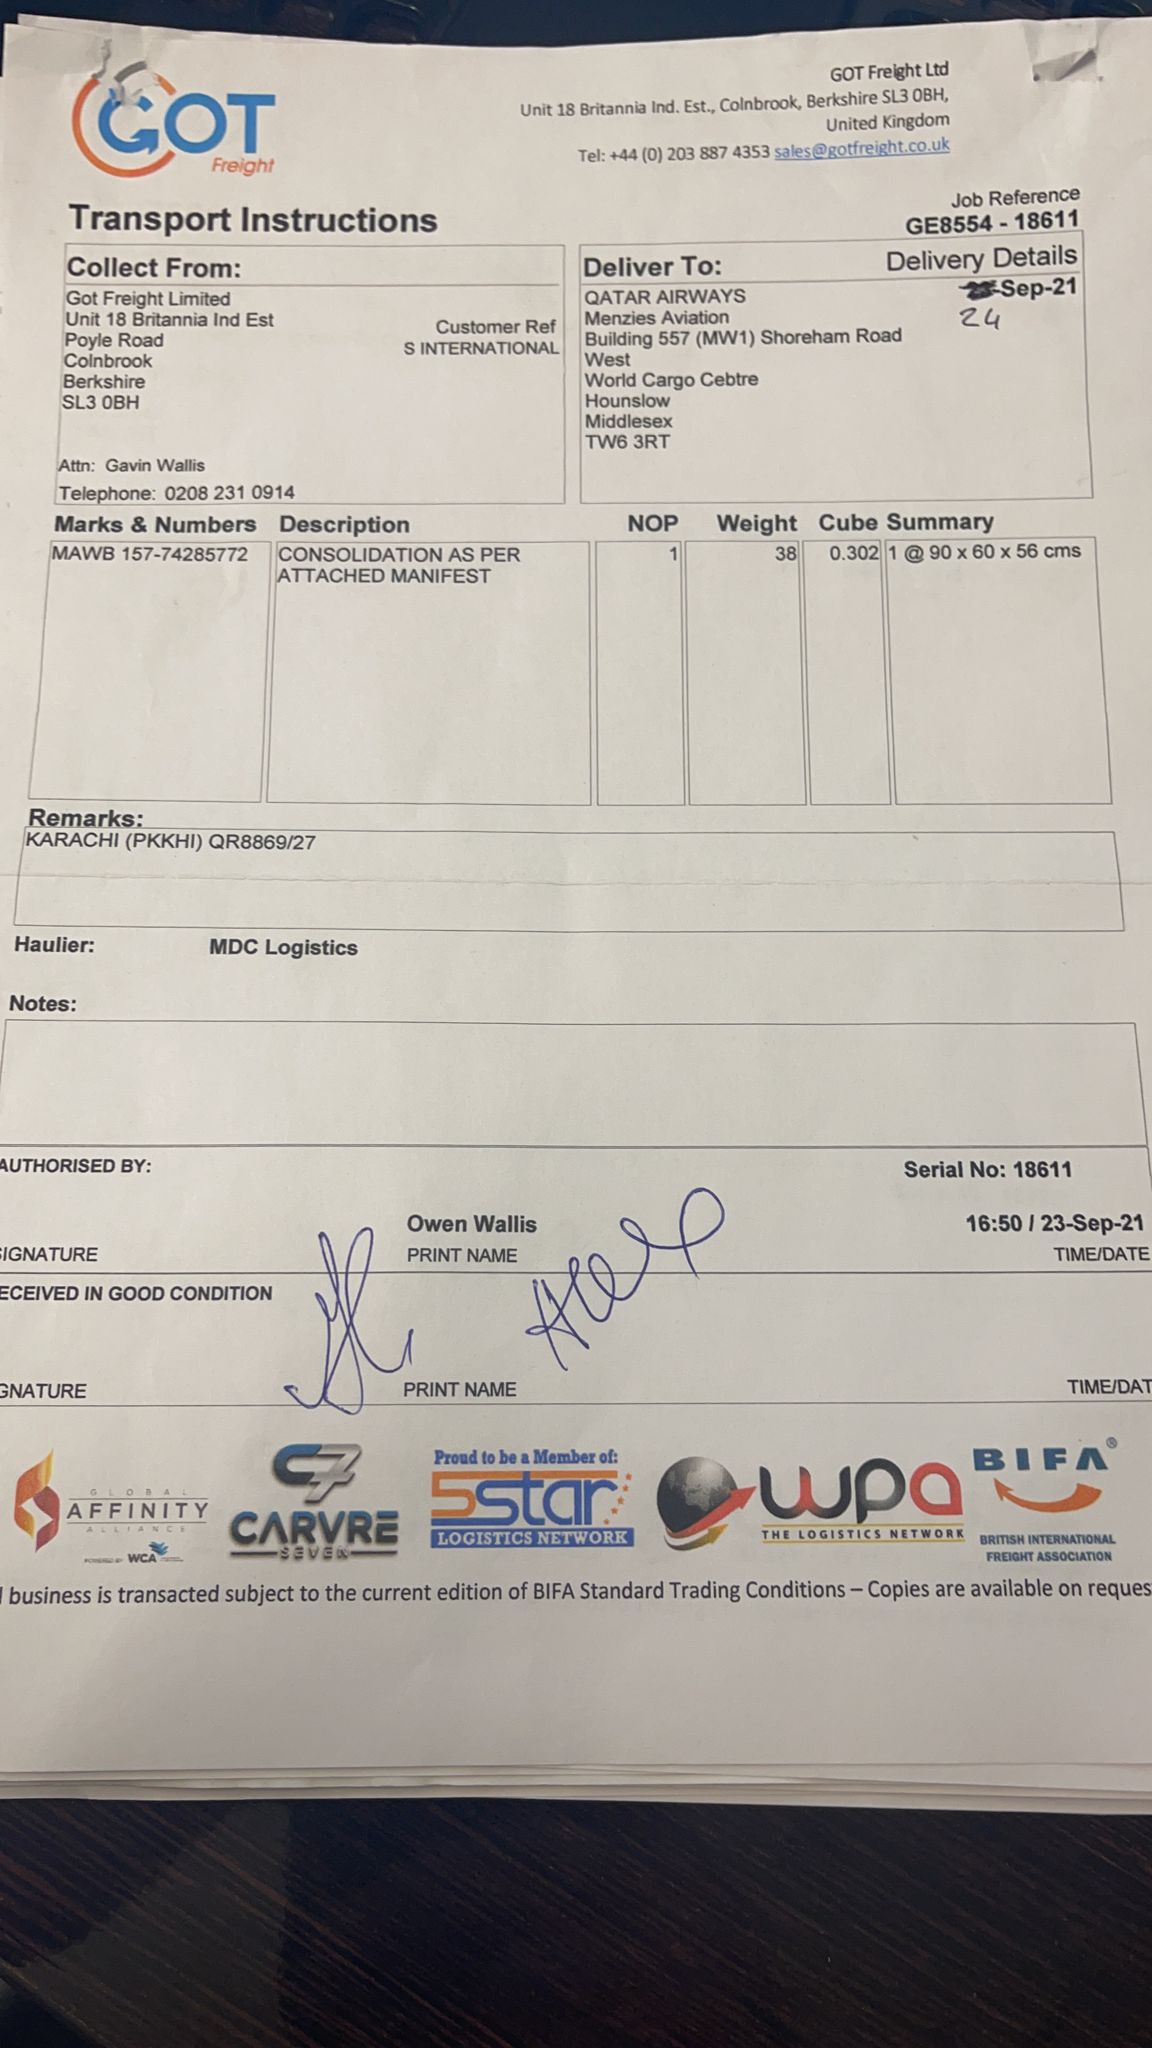 GOT
Freight
GOT Freight Ltd
Unit 18 Britannia Ind. Est., Colnbrook, Berkshire SL3 0BH,
United Kingdom
Tel: +44 (0) 203 887 4353 sales@gotfreight.co.uk
Job Reference
GE8554 - 18611
Transport Instructions
Collect From:
Got Freight Limited
Unit 18 Britannia Ind Est
Poyle Road
Colnbrook
Berkshire
SL3 0BH
Customer Ref
S INTERNATIONAL
Attn: Gavin Wallis
Telephone: 0208 231 0914
Deliver To:
Delivery Details
QATAR AIRWAYS
Menzies Aviation
Building 557 (MW1) Shoreham Road
West
World Cargo Cebtre
Hounslow
Middlesex
TW6 3RT
-Sep-21
24
Marks & Numbers Description NOP Weight Cube Summary
MAWB 157-74285772 CONSOLIDATION AS PER 1 38 0.302 1 @ 90 x 60 x 56 cms
ATTACHED MANIFEST
Remarks:
KARACHI (PKKHI) QR8869/27
Haulier: MDC Logistics
Notes:
AUTHORISED BY:
Serial No: 18611
Owen Wallis 16:50 / 23-Sep-21
IGNATURE PRINT NAME TIME/DATE
ECEIVED IN GOOD CONDITION
GNATURE PRINT NAME TIME/DAT
GLOBAL
AFFINITY
ALLIANCE
POWERED BY WCA
C7
CARVRE
SEVEN
Proud to be a Member of:
5star
LOGISTICS NETWORK
wpa
THE LOGISTICS NETWORK
BIFA®
BRITISH INTERNATIONAL
FREIGHT ASSOCIATION
l business is transacted subject to the current edition of BIFA Standard Trading Conditions – Copies are available on reques